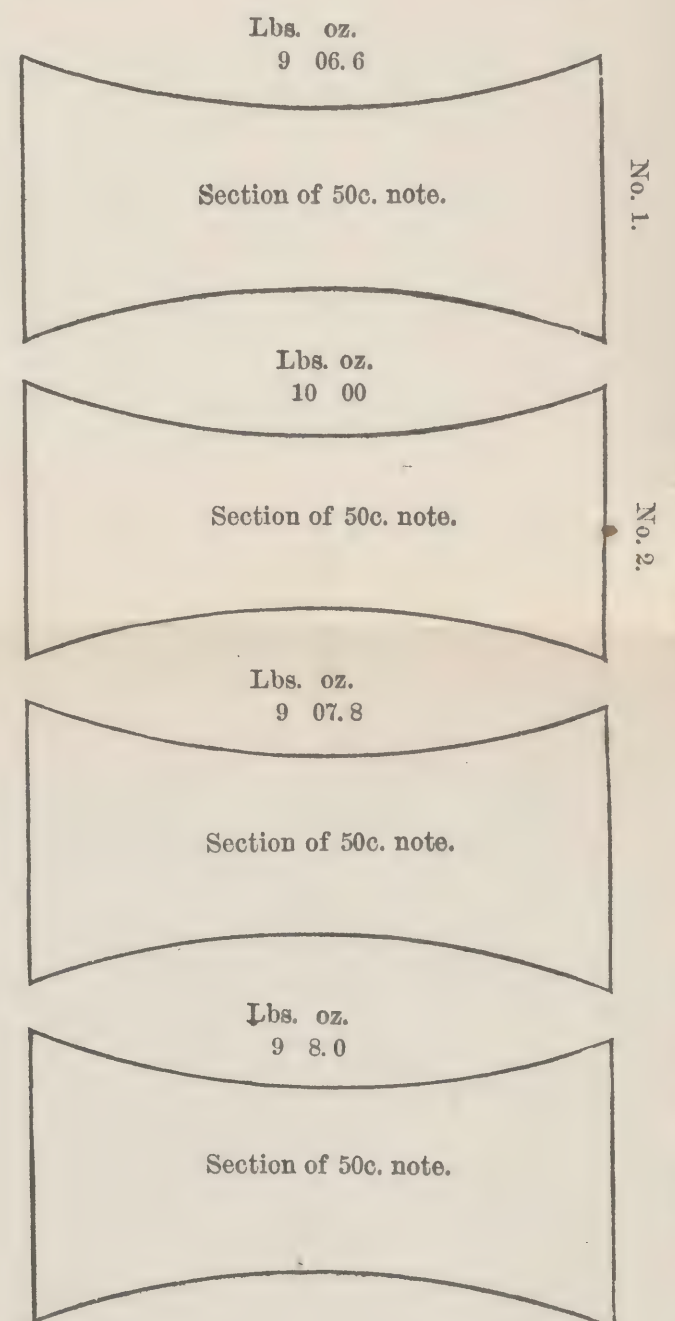 Lbs. oz.
9 06.6
Section of 50c. note.
No. 1.
Lbs. oz.
10 00
Section of 50c. note.
No. 2.
Lbs. oz.
9 07.8
Section of 50c. note.
Lbs. oz.
9 8.0
Section of 50c. note.